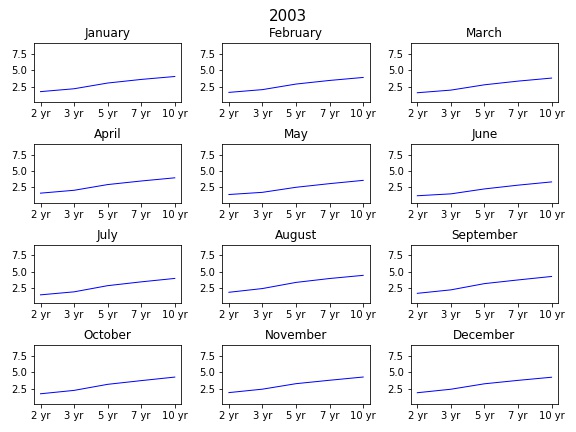 2003
January February March
7.5 7.5 7.5
5.0 5.0 5.0
2.5 2.5 2.5
2 yr 3 yr 5 yr 7 yr 10 yr 2 yr 3 yr 5 yr 7 yr 10 yr 2 yr 3 yr 5 yr 7 yr 10 yr
April May June
7.5 7.5 7.5
5.0 5.0 5.0
2.5 2.5 2.5
2 yr 3 yr 5 yr 7 yr 10 yr 2 yr 3 yr 5 yr 7 yr 10 yr 2 yr 3 yr 5 yr 7 yr 10 yr
July August September
7.5 7.5 7.5
5.0 5.0 5.0
2.5 2.5 2.5
2 yr 3 yr 5 yr 7 yr 10 yr 2 yr 3 yr 5 yr 7 yr 10 yr 2 yr 3 yr 5 yr 7 yr 10 yr
October November December
7.5 7.5 7.5
5.0 5.0 5.0
2.5 2.5 2.5
2 yr 3 yr 5 yr 7 yr 10 yr 2 yr 3 yr 5 yr 7 yr 10 yr 2 yr 3 yr 5 yr 7 yr 10 yr